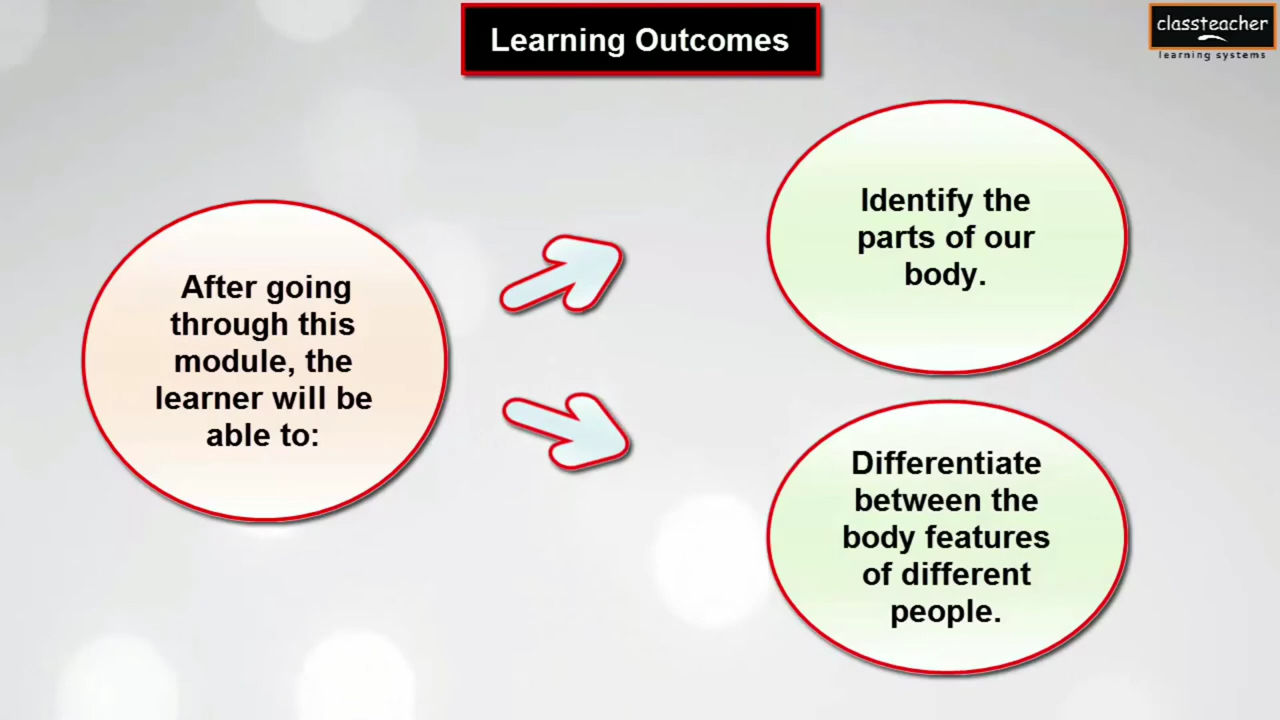 Learning Outcomes
classteacher
learning systems
After going
through this
module, the
learner will be
able to:
Identify the
parts of our
body.
Differentiate
between the
body features
of different
people.